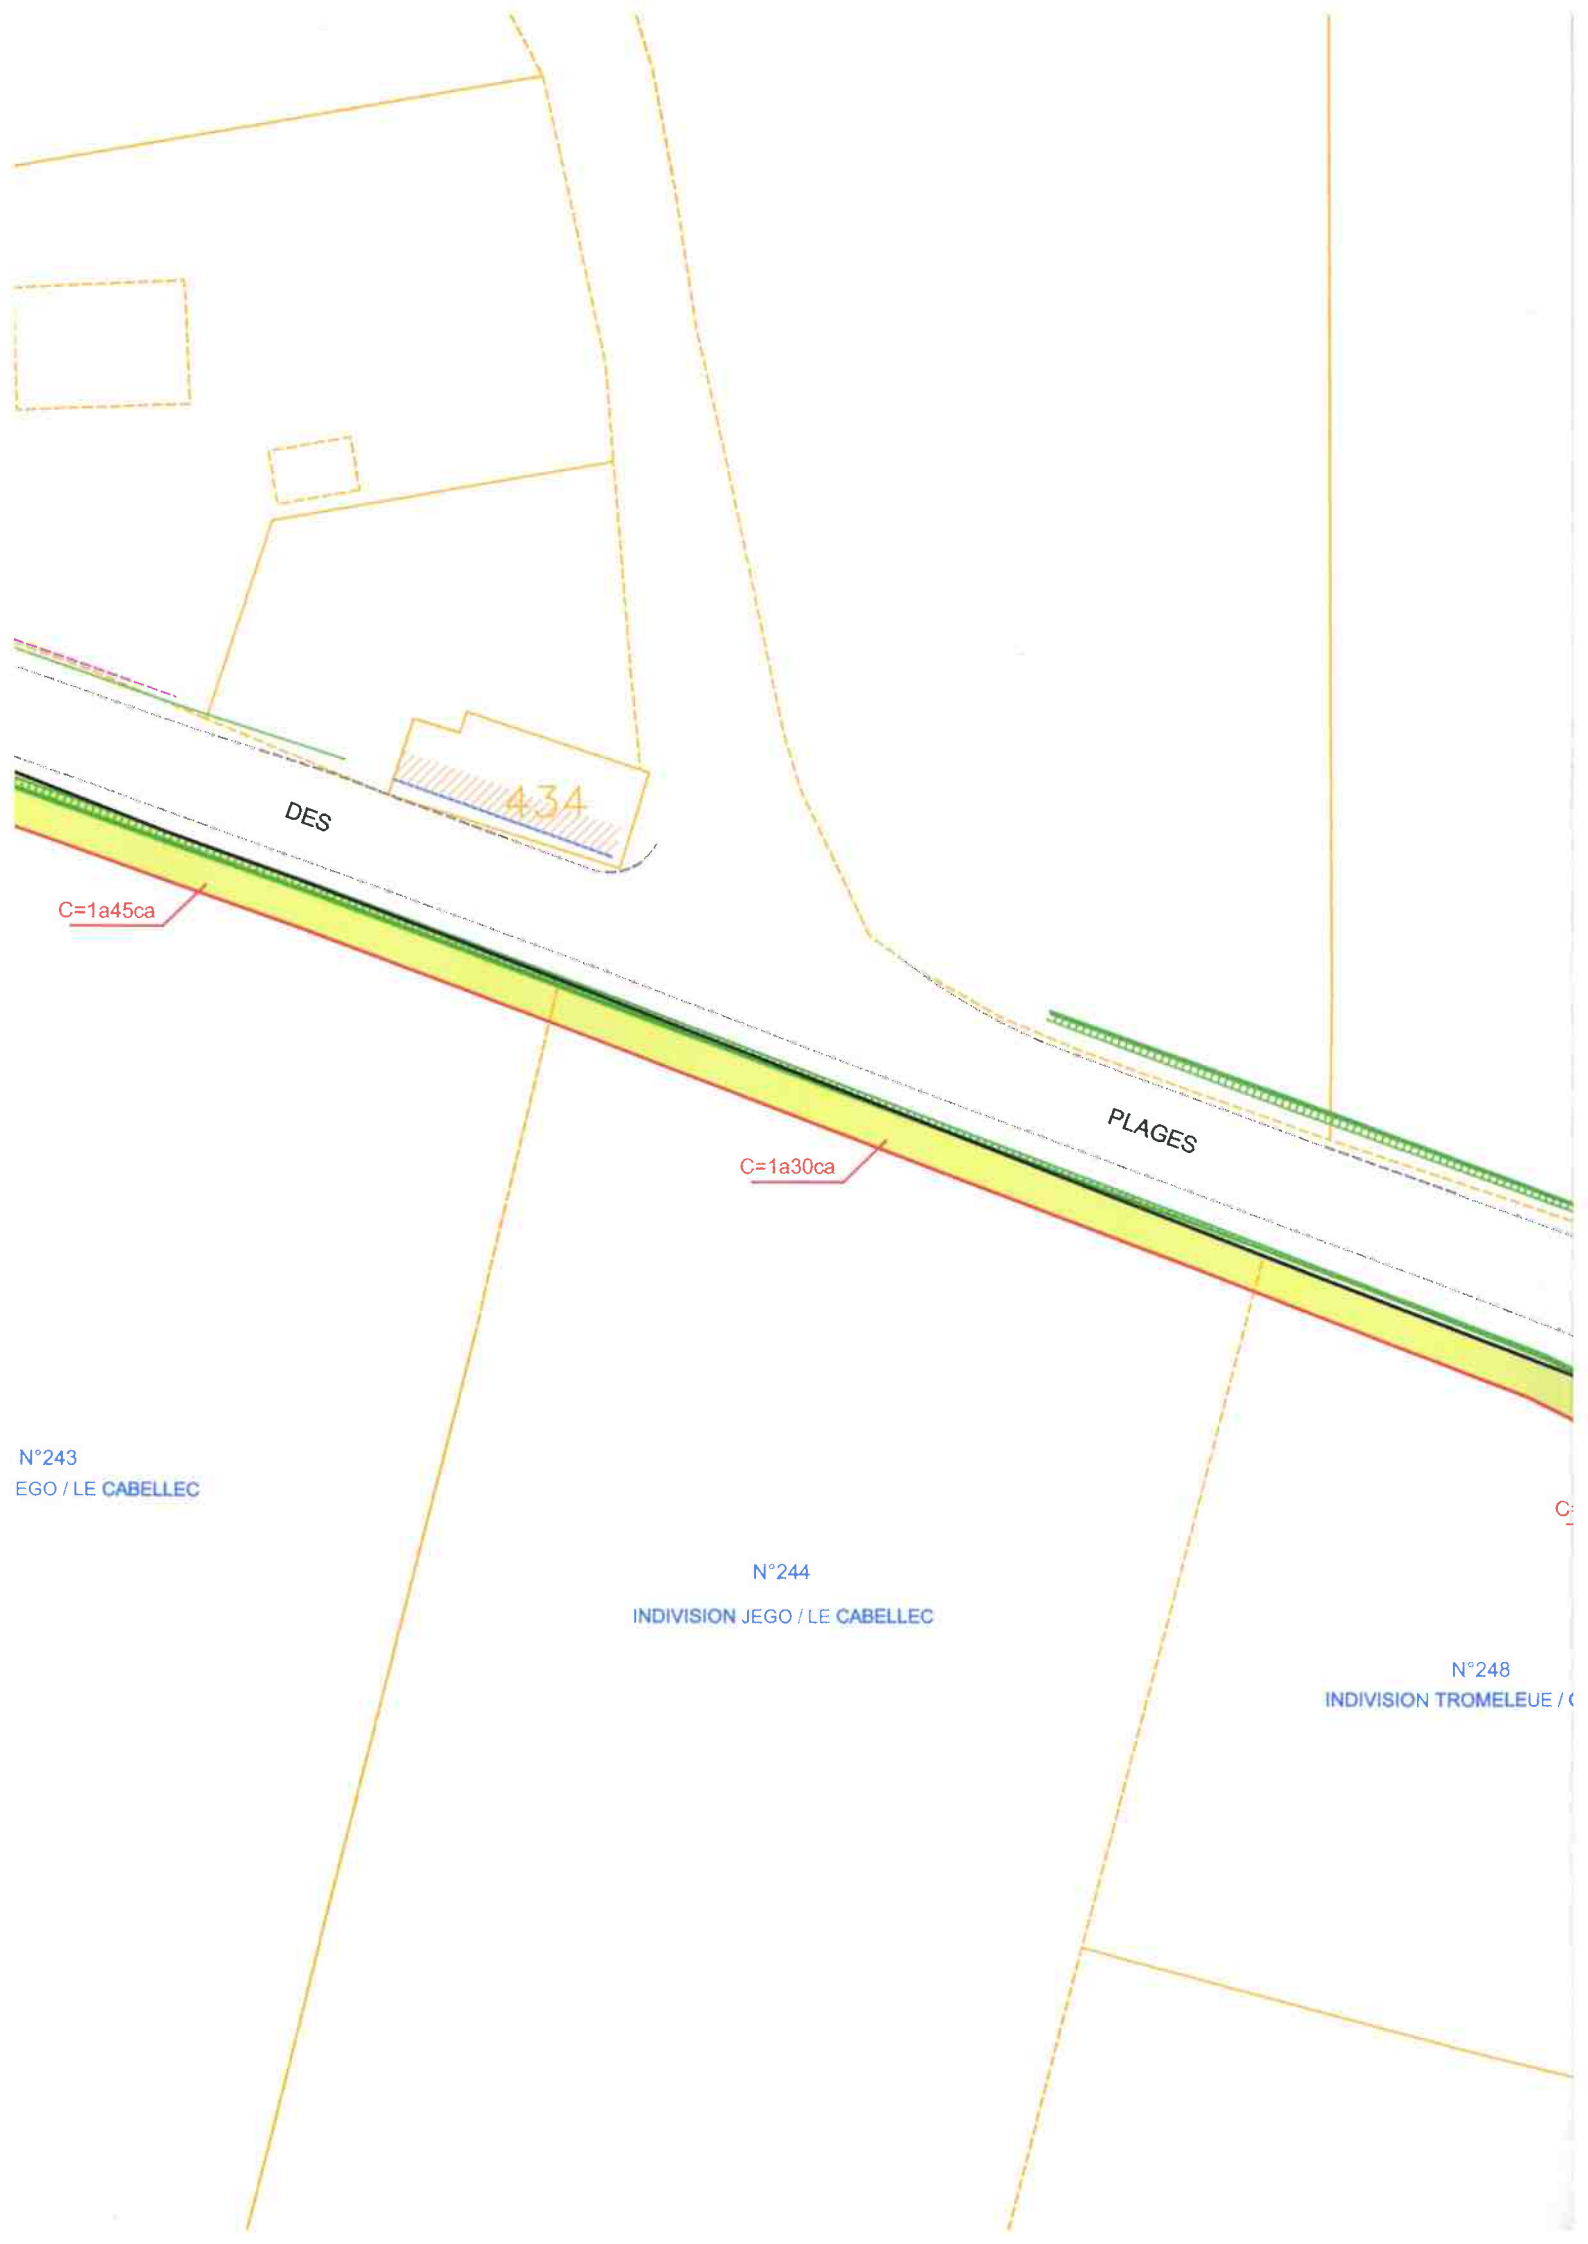 434
DES
C=1a45ca
PLAGES
C=1a30ca
N°243
EGO / LE CABELLEC
N°244
INDIVISION JEGO / LE CABELLEC
N°248
INDIVISION TROMELEUE /